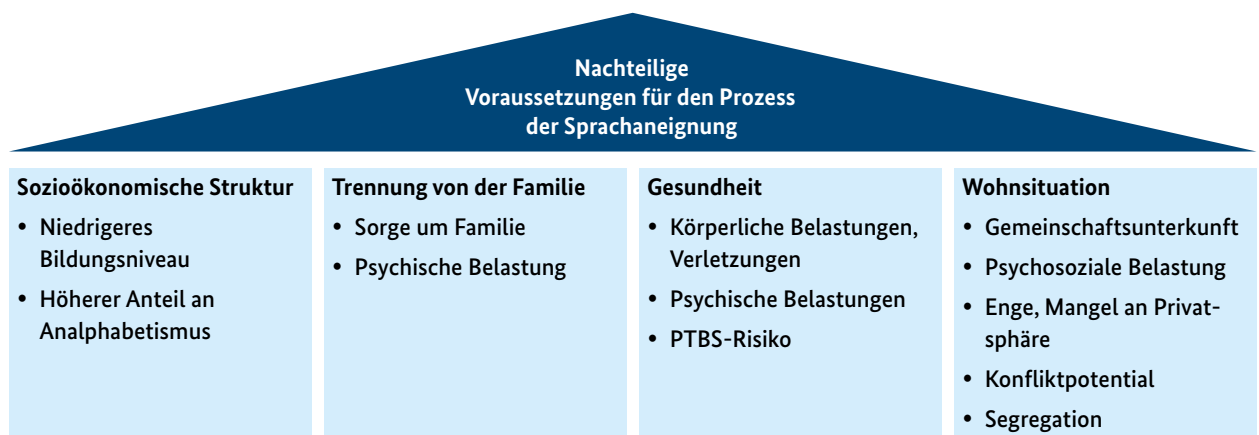 Nachteilige
Voraussetzungen für den Prozess
der Sprachaneignung
Sozioökonomische Struktur
• Niedrigeres
Bildungsniveau
• Höherer Anteil an
Analphabetismus
Trennung von der Familie
• Sorge um Familie
• Psychische Belastung
Gesundheit
• Körperliche Belastungen,
Verletzungen
• Psychische Belastungen
• PTBS-Risiko
Wohnsituation
• Gemeinschaftsunterkunft
• Psychosoziale Belastung
• Enge, Mangel an Privat-
sphäre
• Konfliktpotential
• Segregation